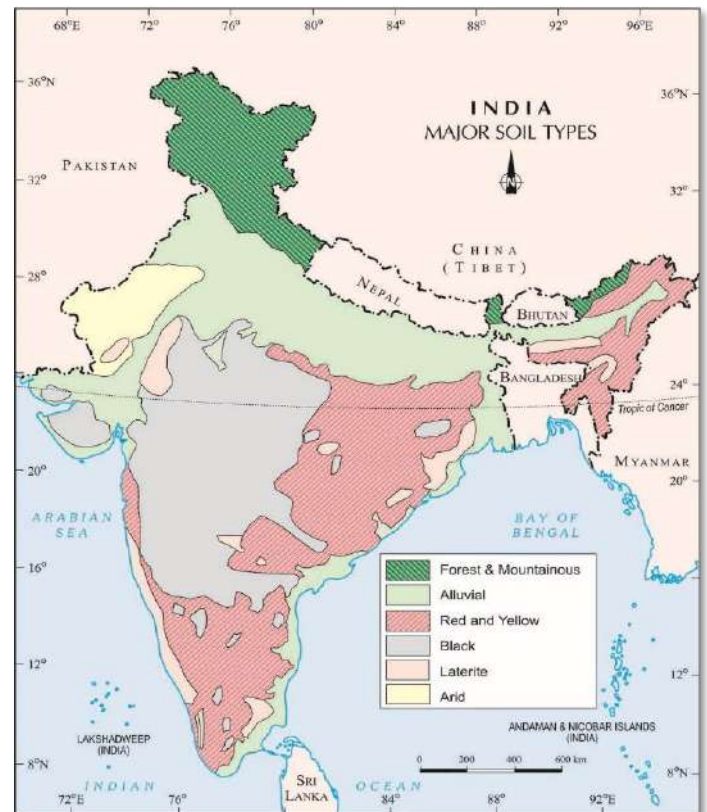 68°E 72° 76° 80° 84° 88° 92° 96°E
36°N
36°N
INDIA
MAJOR SOIL TYPES
N
PAKISTAN
32°
32°
CHINA
(TIBET)
28°
28°
NEPAL
BHUTAN
BANGLADESH
24°
24°
Tropic of Cancer
MYANMAR
20°
20°
ARABIAN
SEA
BAY OF
BENGAL
16°
16°
Forest & Mountainous
Alluvial
Red and Yellow
Black
Laterite
Arid
12°
12°
LAKSHADWEEP
(INDIA)
ANDAMAN & NICOBAR ISLANDS
(INDIA)
0 200 400 600 km
8°N
8°N
INDIAN OCEAN
SRI
LANKA
72°E 76° 88° 92°E